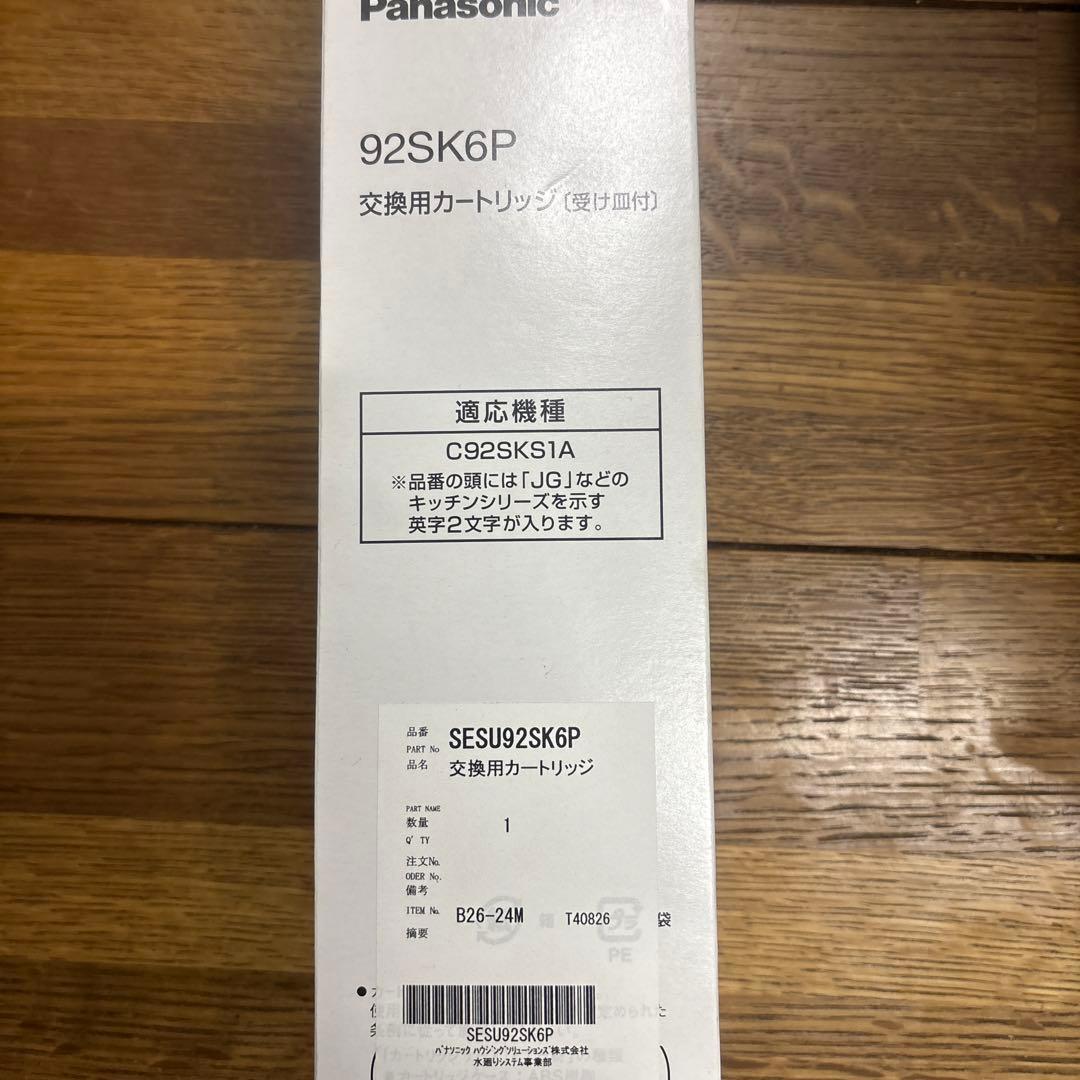 Panasonic
92SK6P
交換用カートリッジ〔受け皿付〕
適応機種
C92SKS1A
※品番の頭には「JG」などの
キッチンシリーズを示す
英字2文字が入ります。
品番
PART No
SESU92SK6P
品名
交換用カートリッジ
PART NAME
数量
1
Q'TY
注文No.
ODER No.
備考
ITEM No.
B26-24M
T40826
箱
プラ
袋
PE
摘要
SESU92SK6P
パナソニック ハウジングソリューションズ株式会社
水廻りシステム事業部